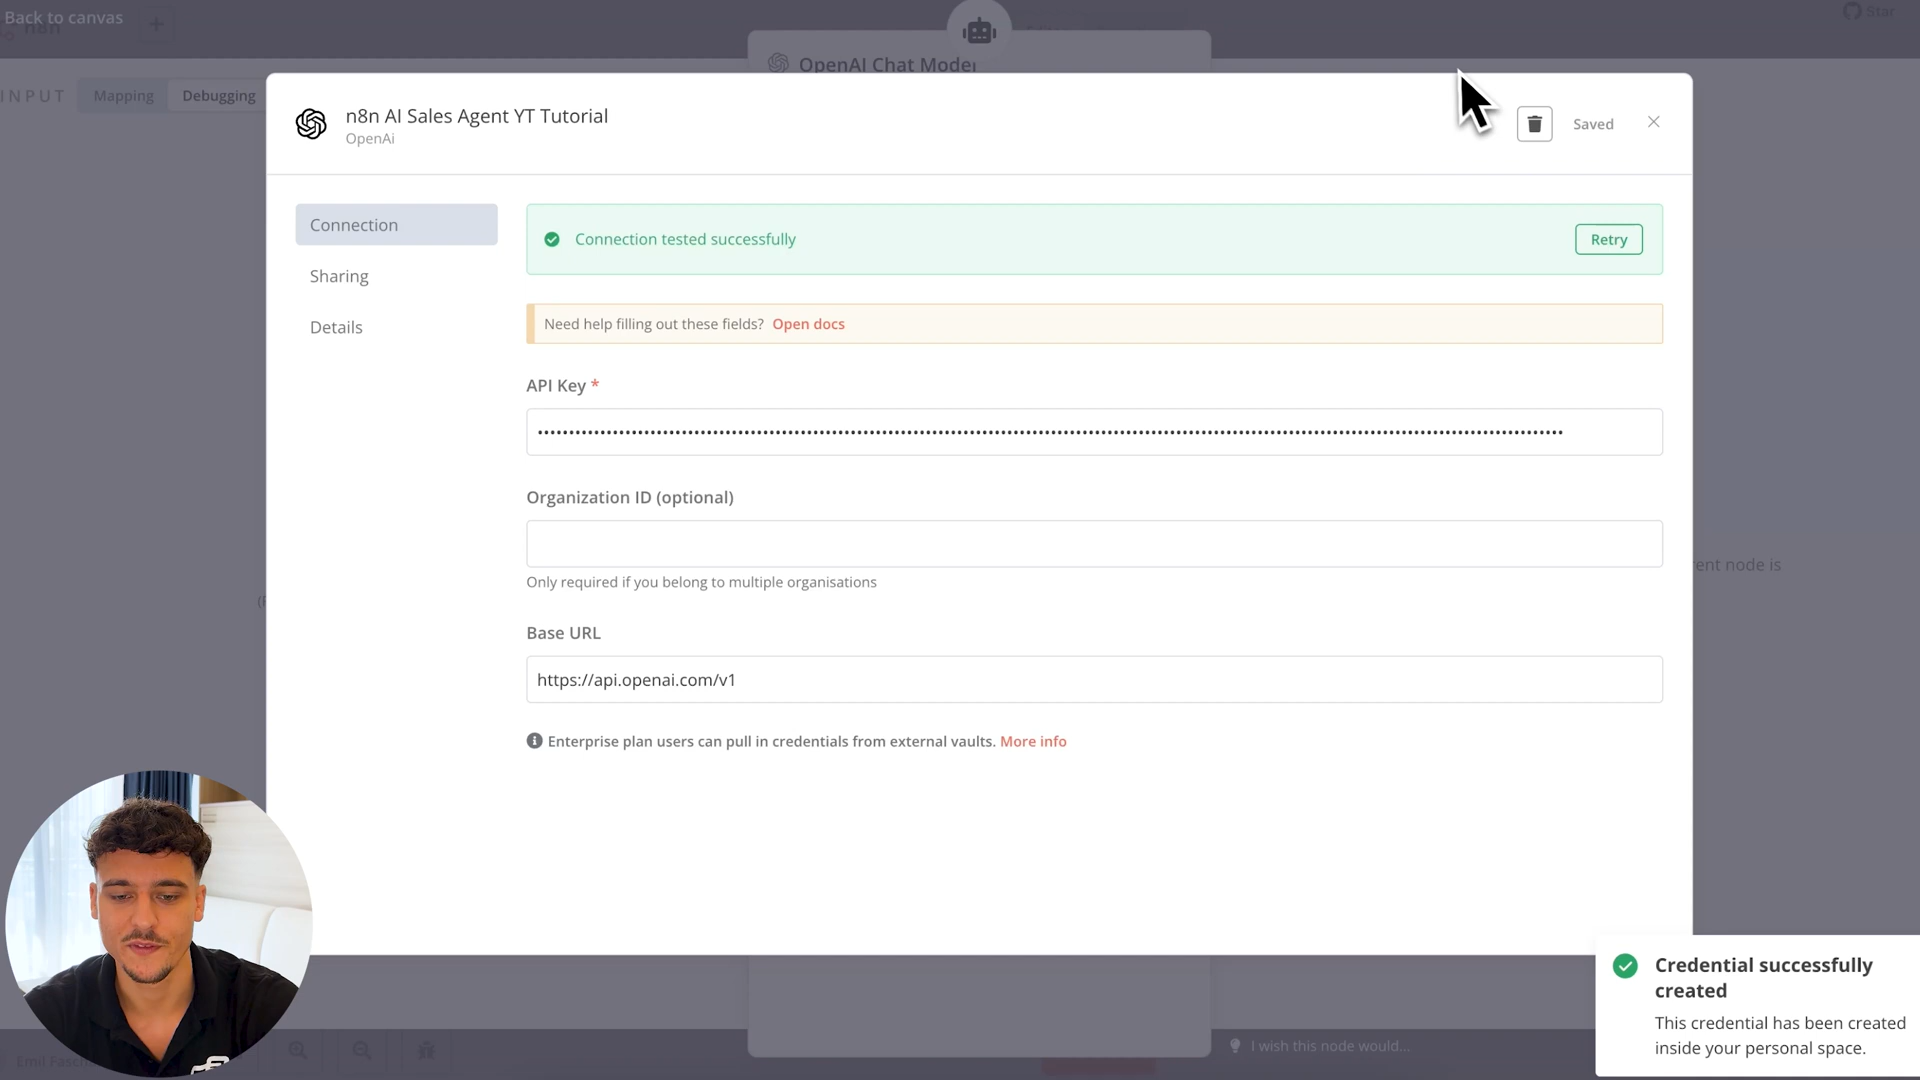 Back to canvas
n8n
Star
OpenAI Chat Model
INPUT
Mapping
Debugging
n8n AI Sales Agent YT Tutorial
OpenAi
Saved
Connection
Sharing
Details
Connection tested successfully
Retry
Need help filling out these fields? Open docs
API Key *
Organization ID (optional)
Only required if you belong to multiple organisations
Base URL
https://api.openai.com/v1
Enterprise plan users can pull in credentials from external vaults. More info
node is
I wish this node would...
Credential successfully
created
This credential has been created
inside your personal space.